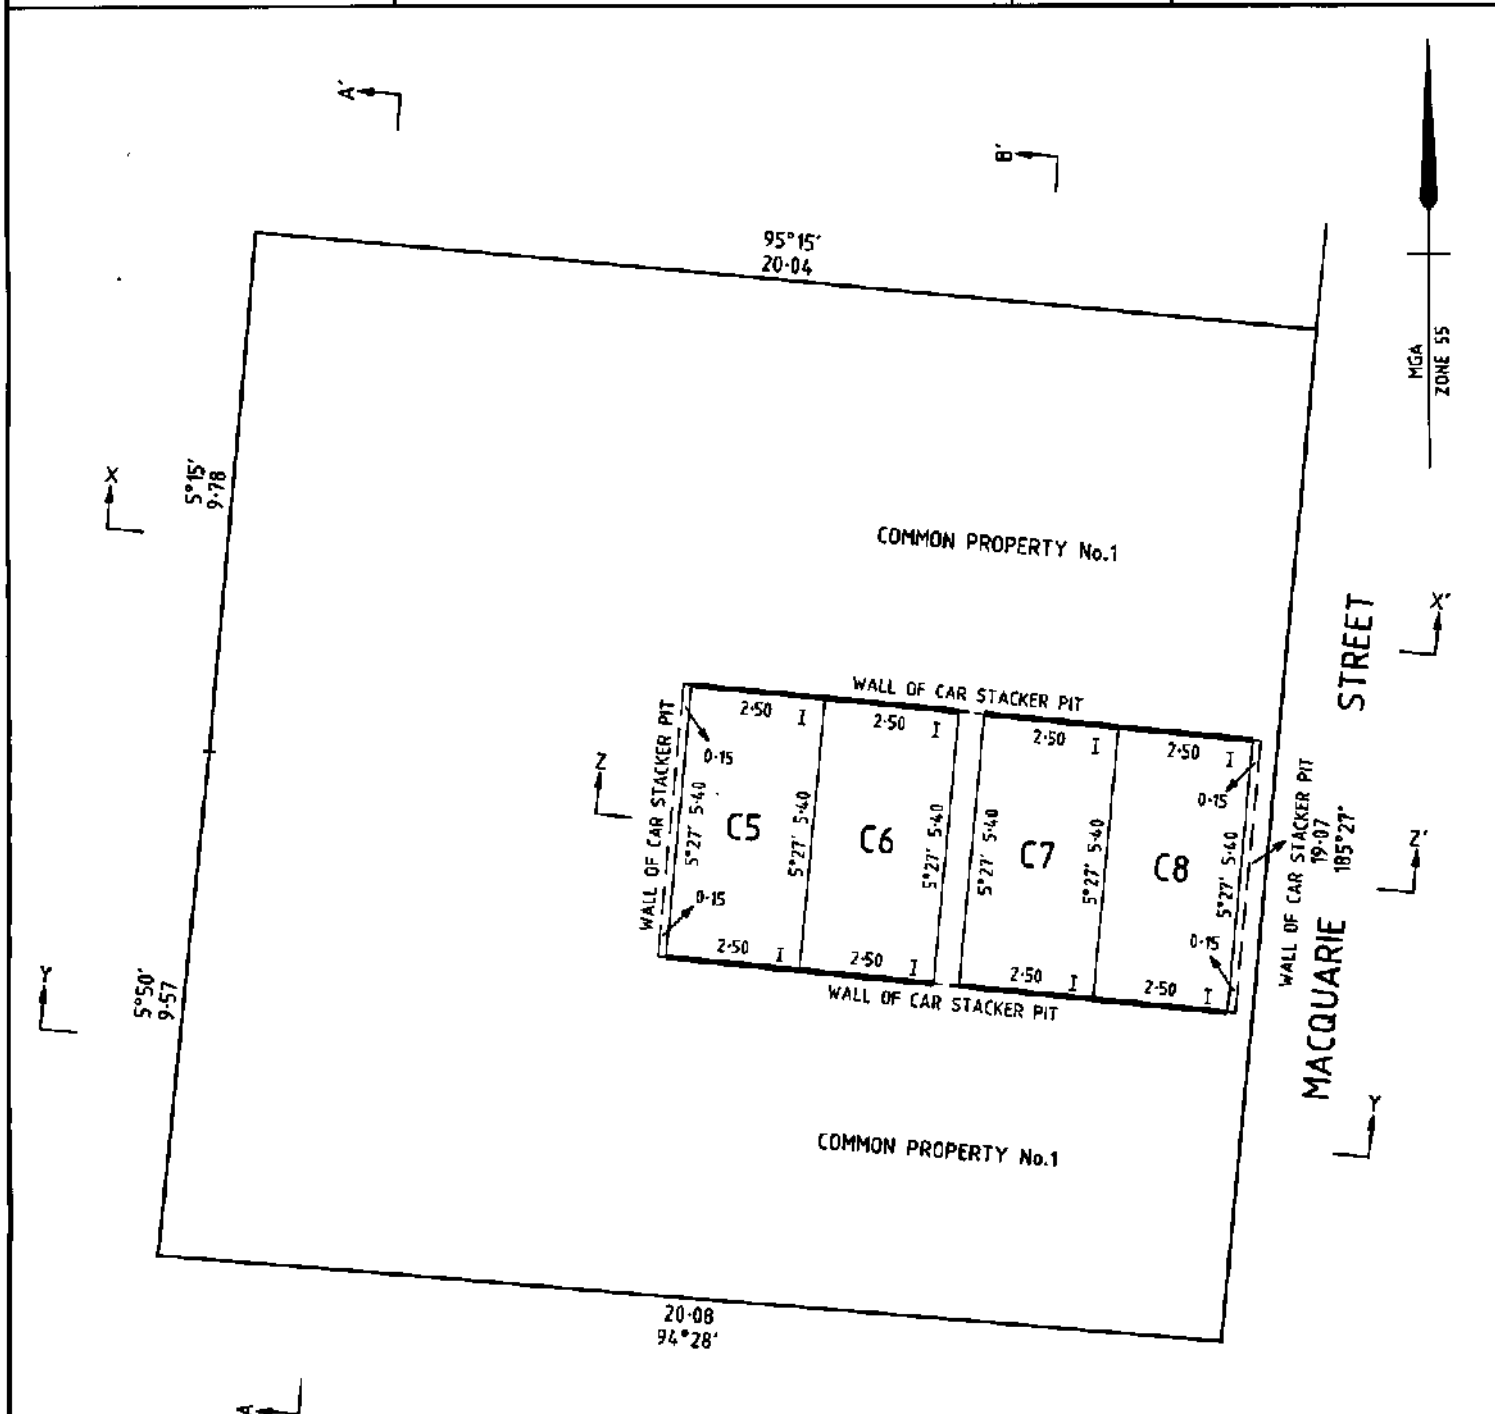 A'
B'
95°15'
20·04
MGA
ZONE 55
X
5°15'
9·78
COMMON PROPERTY No.1
STREET
X'
WALL OF CAR STACKER PIT
2·50 I
2·50 I
2·50 I
2·50 I
0·15
0·15
WALL OF CAR STACKER PIT
Z
5°27' 5·40
C5
5°27' 5·40
C6
5°27' 5·40
5°27' 5·40
C7
5°27' 5·40
C8
5°27' 5·40
WALL OF CAR STACKER PIT
19·07
185°27'
Z'
0·15
0·15
2·50 I
2·50 I
2·50 I
2·50 I
WALL OF CAR STACKER PIT
MACQUARIE
Y
5°50'
9·57
Y'
COMMON PROPERTY No.1
20·08
94°28'
A